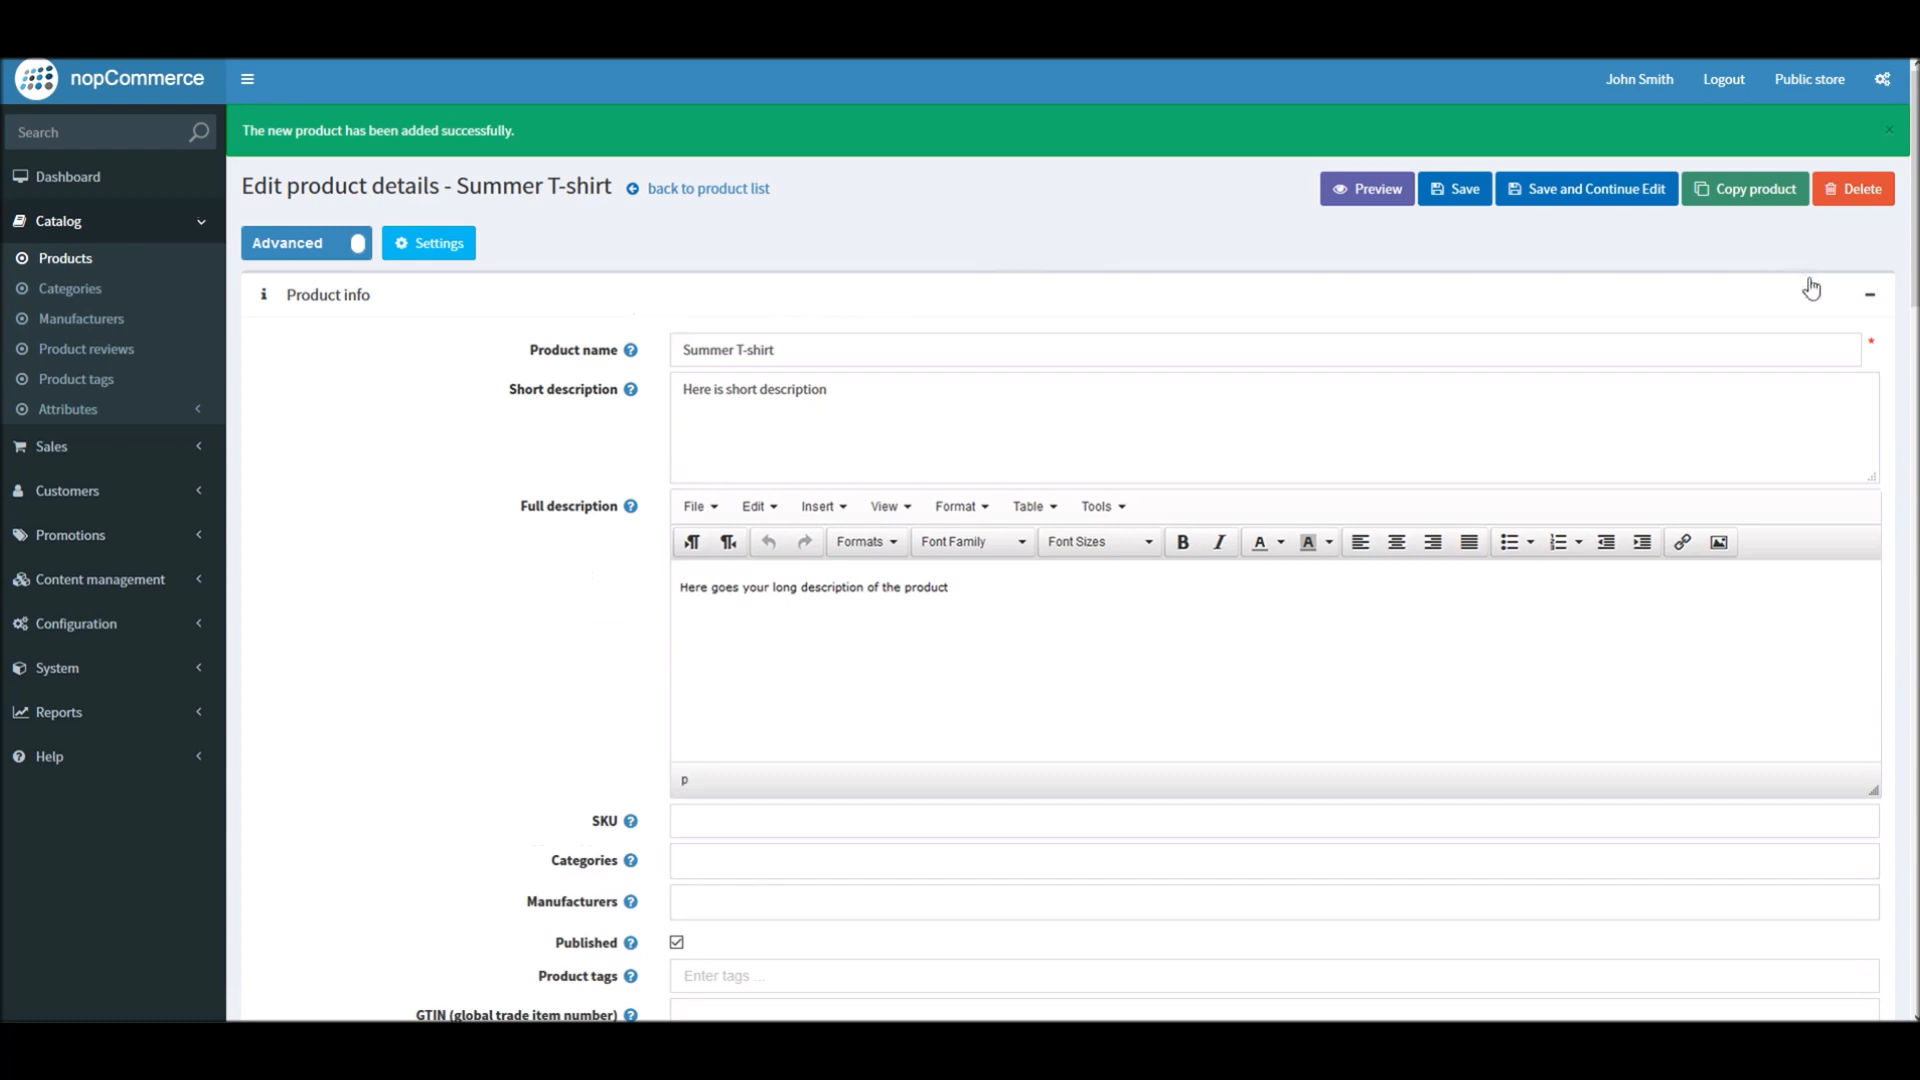 nopCommerce
John Smith
Logout
Public store
Search
The new product has been added successfully.
×
Dashboard
Catalog
Products
Categories
Manufacturers
Product reviews
Product tags
Attributes
Sales
Customers
Promotions
Content management
Configuration
System
Reports
Help
Edit product details - Summer T-shirt
back to product list
Preview
Save
Save and Continue Edit
Copy product
Delete
Advanced
Settings
Product info
Product name
Summer T-shirt
*
Short description
Here is short description
Full description
File Edit Insert View Format Table Tools
Formats Font Family Font Sizes B I A A
Here goes your long description of the product
p
SKU
Categories
Manufacturers
Published
Product tags
Enter tags ...
GTIN (global trade item number)